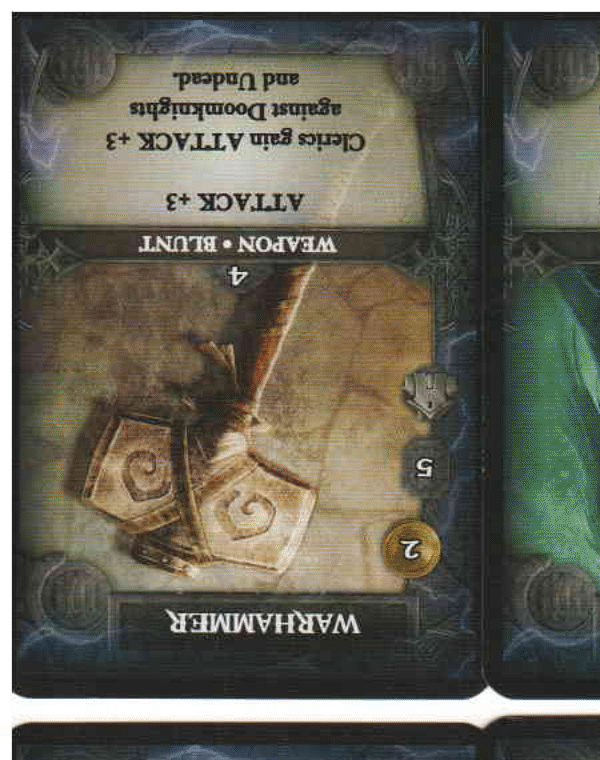 WARHAMMER
2
5
4
WEAPON • BLUNT
ATTACK +3
Clerics gain ATTACK +3
against Doomknights
and Undead.